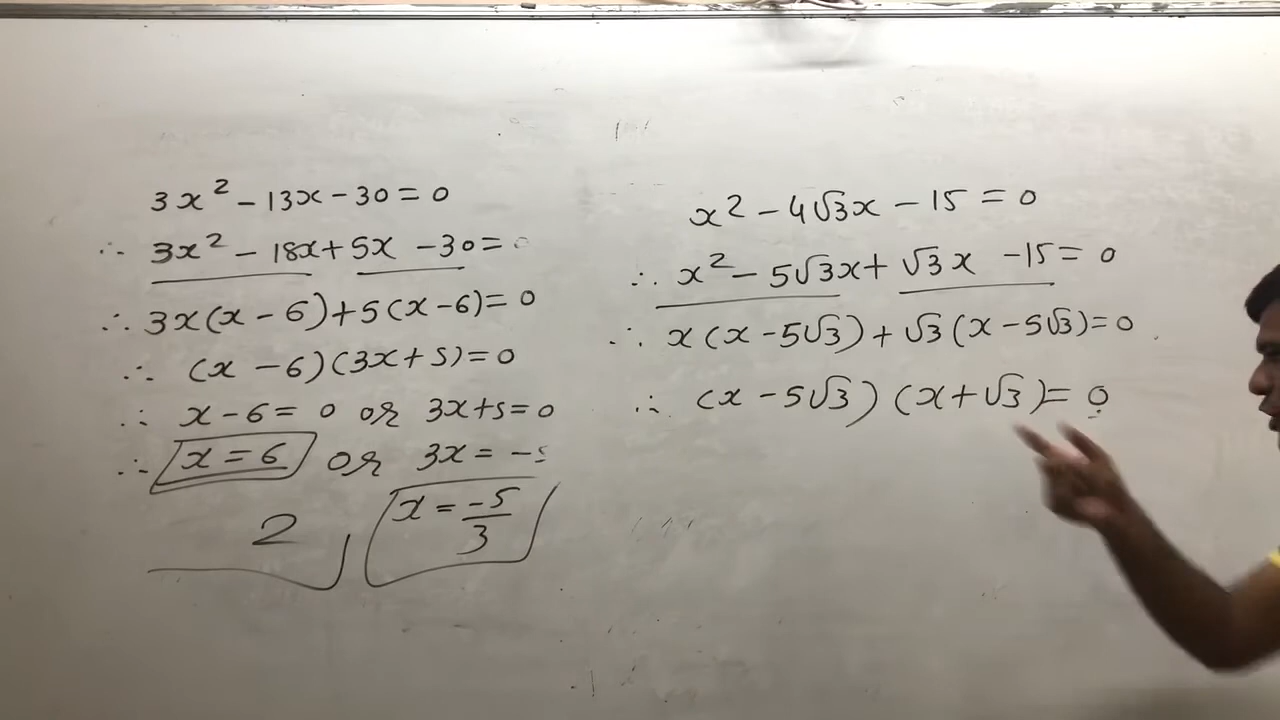 3x² - 13x - 30 = 0
∴ 3x² - 18x + 5x - 30 = 0
∴ 3x(x - 6) + 5(x - 6) = 0
∴ (x - 6)(3x + 5) = 0
∴ x - 6 = 0 or 3x + 5 = 0
∴ x = 6 or 3x = -5
2 x = -5/3
x² - 4√3x - 15 = 0
∴ x² - 5√3x + √3x - 15 = 0
∴ x(x - 5√3) + √3(x - 5√3) = 0
∴ (x - 5√3)(x + √3) = 0